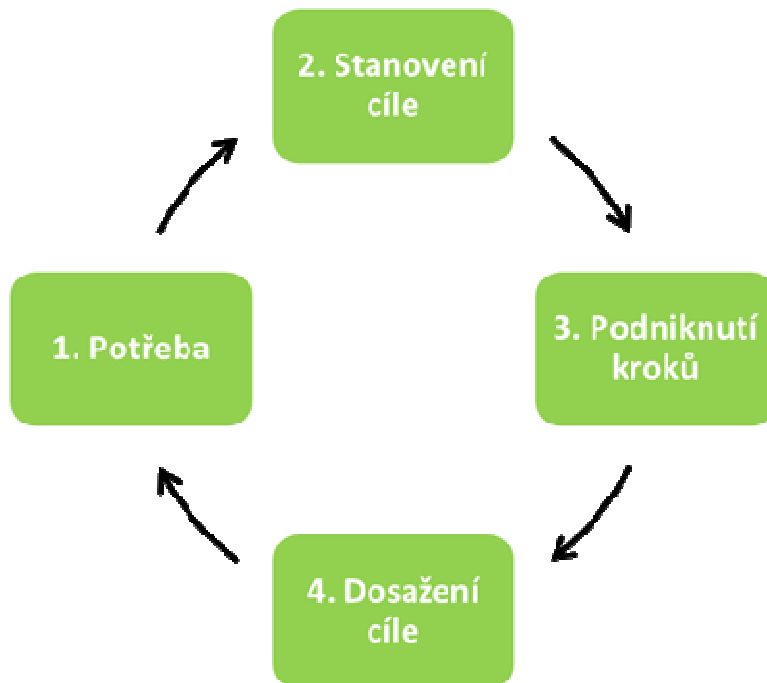 1. Potřeba
2. Stanovení
cíle
3. Podniknutí
kroků
4. Dosažení
cíle